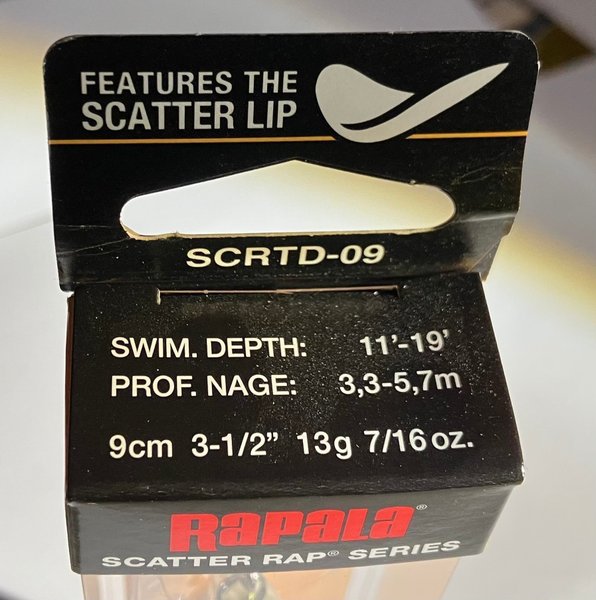 FEATURES THE
SCATTER LIP
SCRTD-09
SWIM. DEPTH: 11'-19'
PROF. NAGE: 3,3-5,7m
9cm 3-1/2” 13g 7/16 oz.
Rapala®
SCATTER RAP® SERIES